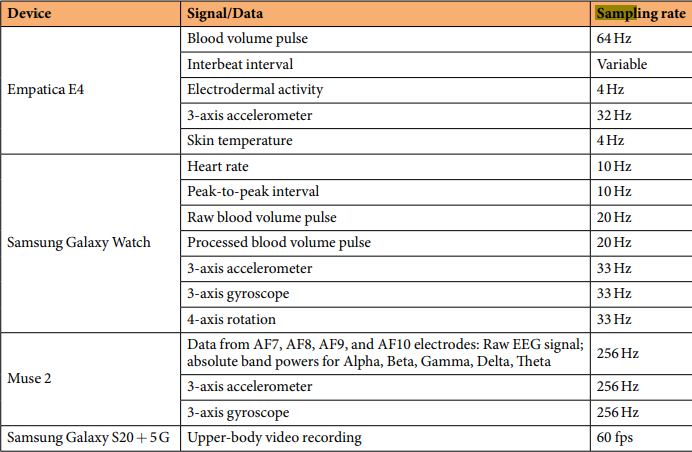 Device Signal/Data Sampling rate
Empatica E4
Blood volume pulse 64 Hz
Interbeat interval Variable
Electrodermal activity 4 Hz
3-axis accelerometer 32 Hz
Skin temperature 4 Hz
Samsung Galaxy Watch
Heart rate 10 Hz
Peak-to-peak interval 10 Hz
Raw blood volume pulse 20 Hz
Processed blood volume pulse 20 Hz
3-axis accelerometer 33 Hz
3-axis gyroscope 33 Hz
4-axis rotation 33 Hz
Muse 2
Data from AF7, AF8, AF9, and AF10 electrodes: Raw EEG signal;
absolute band powers for Alpha, Beta, Gamma, Delta, Theta
256 Hz
3-axis accelerometer 256 Hz
3-axis gyroscope 256 Hz
Samsung Galaxy S20 + 5 G Upper-body video recording 60 fps